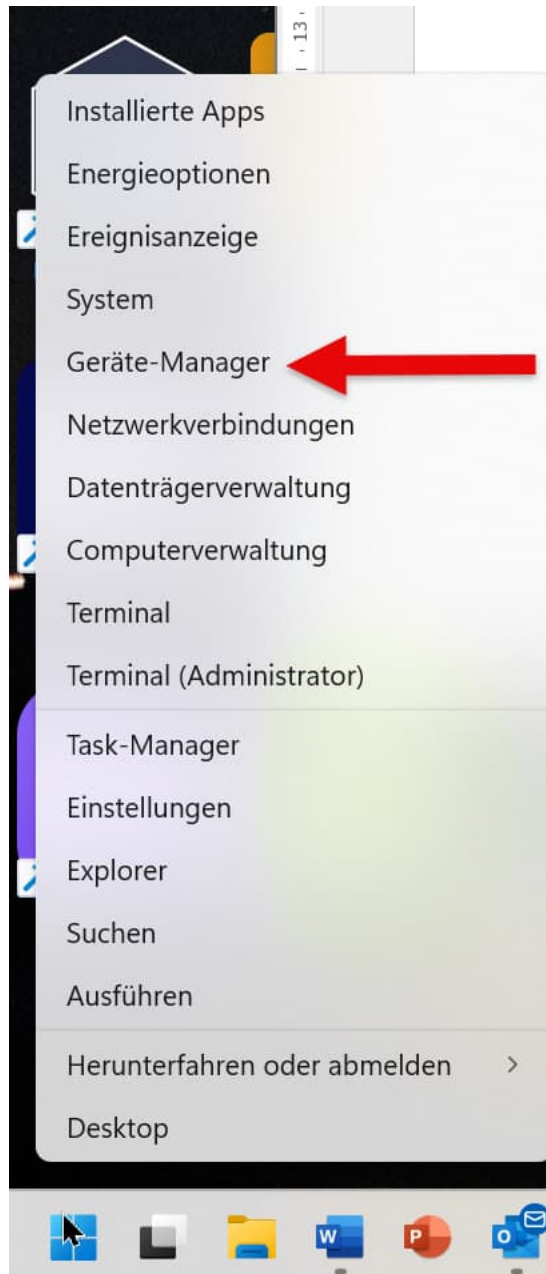 13
Installierte Apps
Energieoptionen
Ereignisanzeige
System
Geräte-Manager
Netzwerkverbindungen
Datenträgerverwaltung
Computerverwaltung
Terminal
Terminal (Administrator)
Task-Manager
Einstellungen
Explorer
Suchen
Ausführen
Herunterfahren oder abmelden
Desktop
W P O